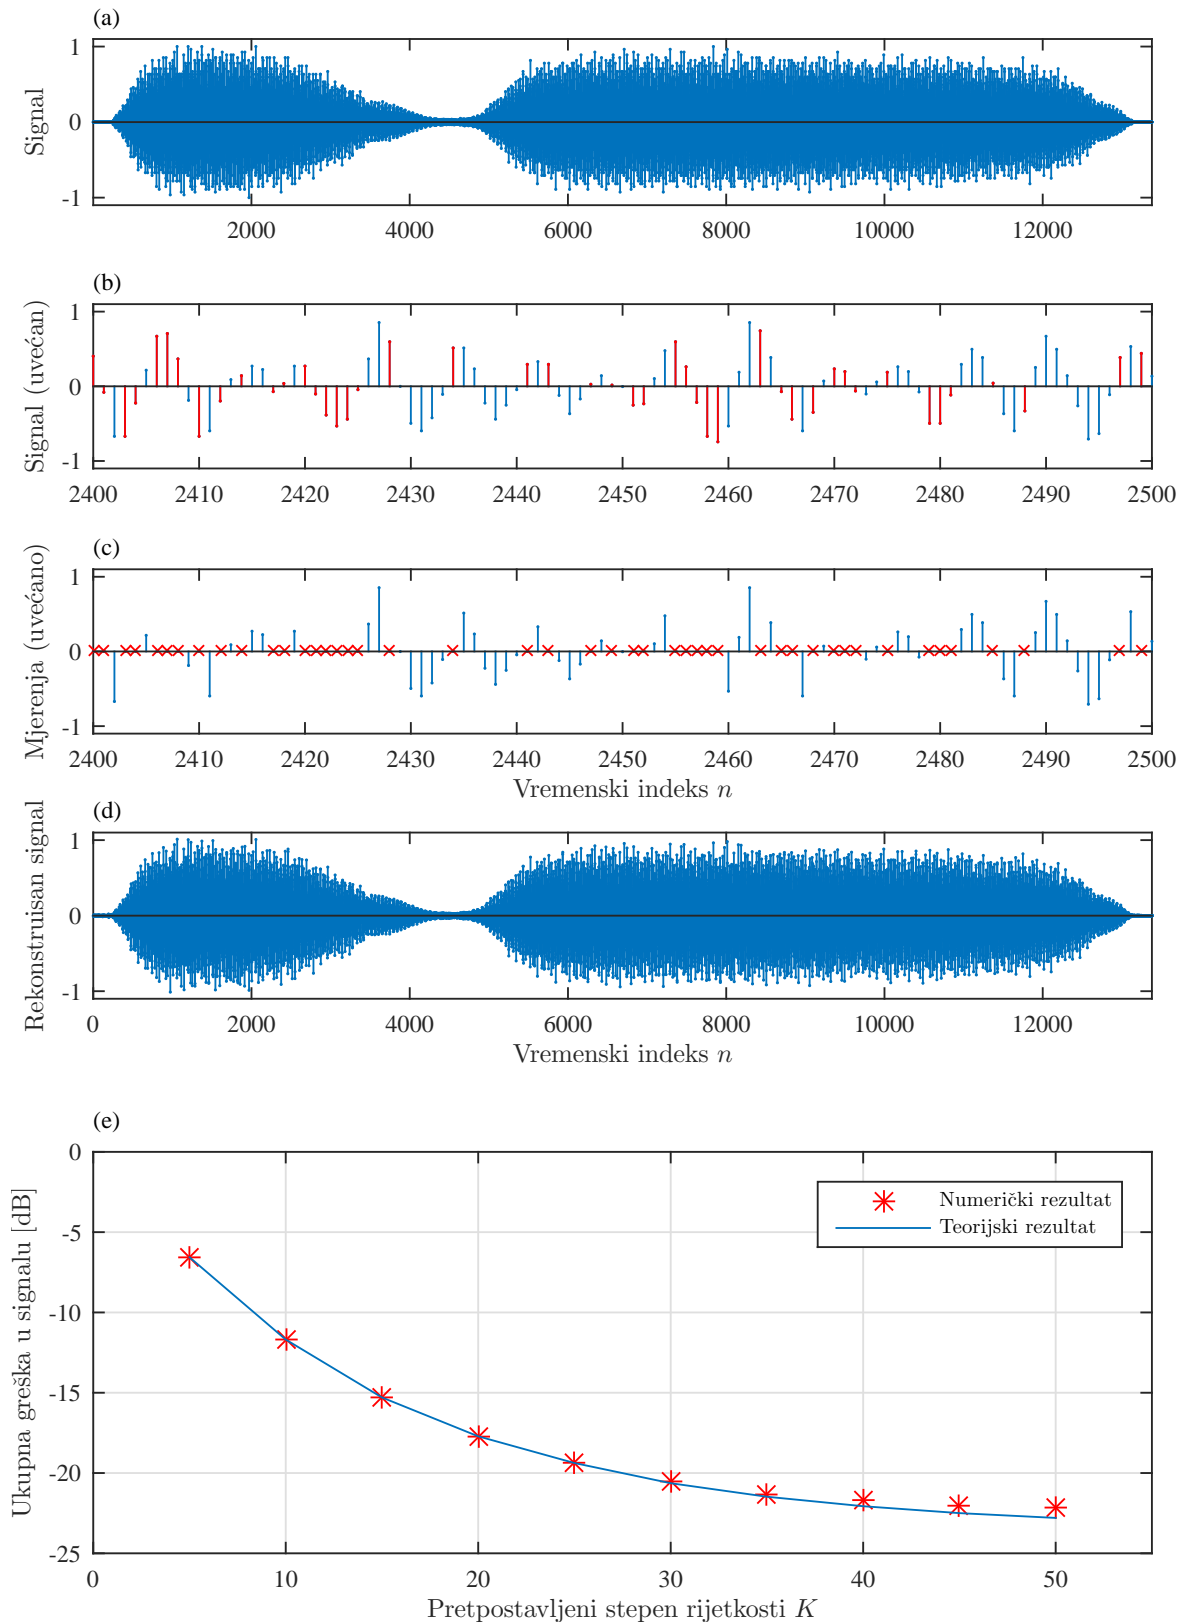 (a)
Signal
1
0
-1
2000 4000 6000 8000 10000 12000
(b)
Signal (uvećan)
1
0
-1
2400 2410 2420 2430 2440 2450 2460 2470 2480 2490 2500
(c)
Mjerenja (uvećano)
1
0
-1
2400 2410 2420 2430 2440 2450 2460 2470 2480 2490 2500
Vremenski indeks n
(d)
Rekonstruisan signal
1
0
-1
0 2000 4000 6000 8000 10000 12000
Vremenski indeks n
(e)
Ukupna greška u signalu [dB]
0
-5
-10
-15
-20
-25
Numerički rezultat
Teorijski rezultat
0 10 20 30 40 50
Pretpostavljeni stepen rijetkosti K